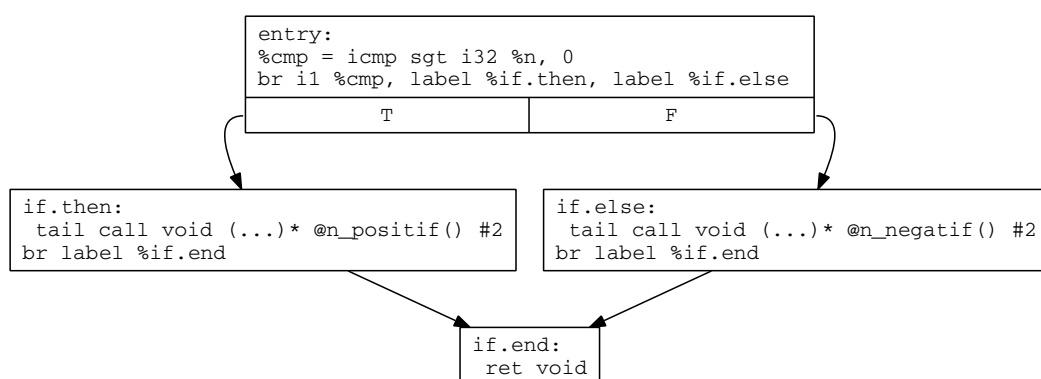 entry:
%cmp = icmp sgt i32 %n, 0
br i1 %cmp, label %if.then, label %if.else
T F
if.then:
tail call void (...)* @n_positif() #2
br label %if.end
if.else:
tail call void (...)* @n_negatif() #2
br label %if.end
if.end:
ret void